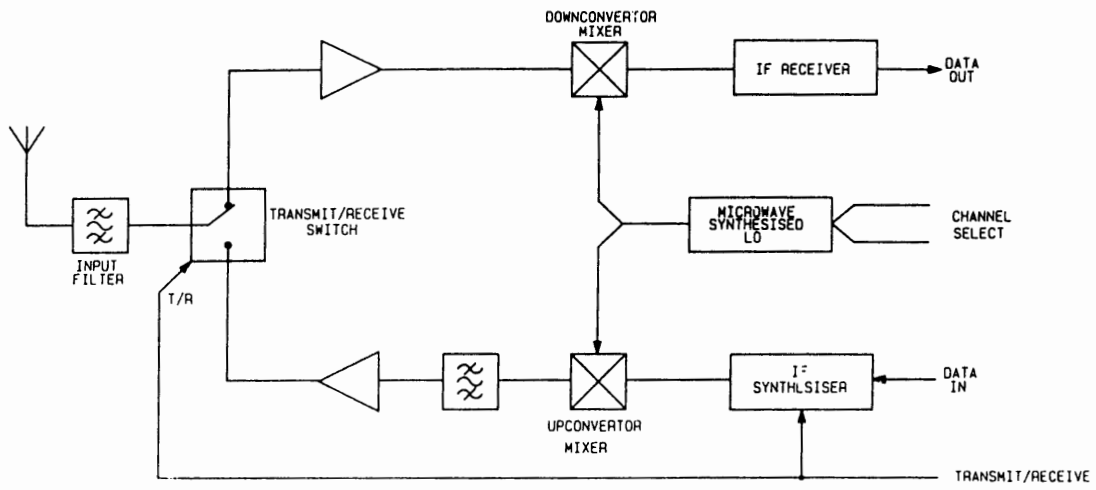 DOWNCONVERTOR
MIXER
IF RECEIVER
DATA
OUT
TRANSMIT/RECEIVE
SWITCH
MICROWAVE
SYNTHESISED
LO
CHANNEL
SELECT
INPUT
FILTER
T/R
IF
SYNTHESISER
DATA
IN
UPCONVERTOR
MIXER
TRANSMIT/RECEIVE